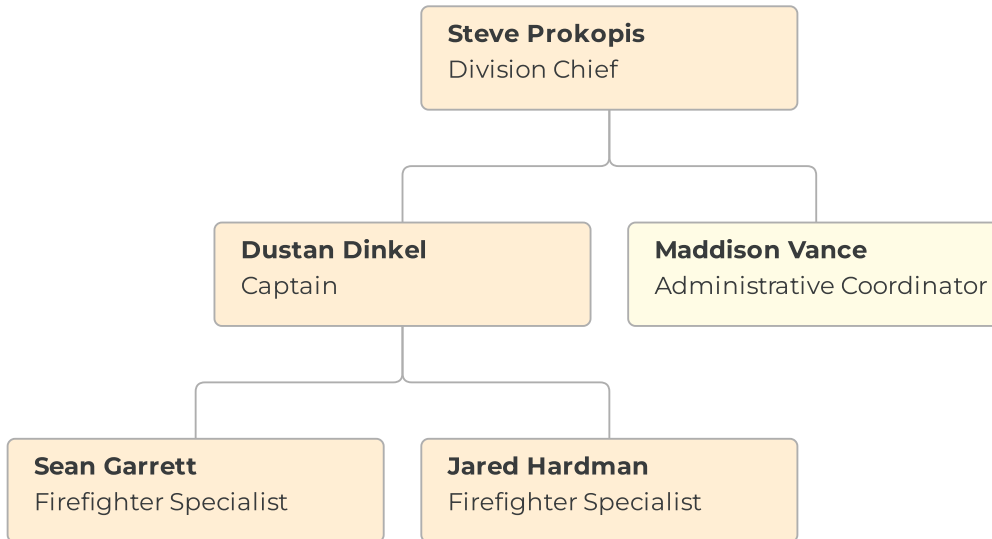 Steve Prokopis
Division Chief
Dustan Dinkel
Captain
Maddison Vance
Administrative Coordinator
Sean Garrett
Firefighter Specialist
Jared Hardman
Firefighter Specialist